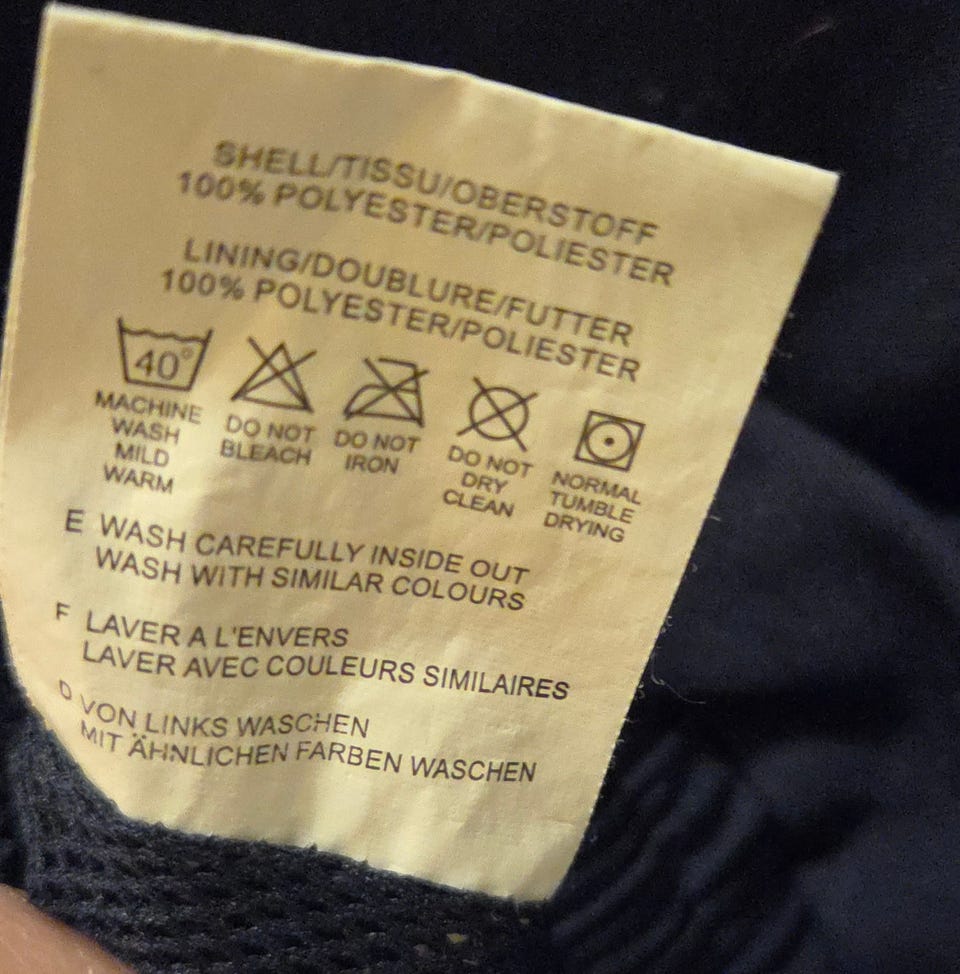 SHELL/TISSU/OBERSTOFF
100% POLYESTER/POLIESTER
LINING/DOUBLURE/FUTTER
100% POLYESTER/POLIESTER
40°
MACHINE
WASH
MILD
WARM
DO NOT
BLEACH
DO NOT
IRON
DO NOT
DRY
CLEAN
NORMAL
TUMBLE
DRYING
E WASH CAREFULLY INSIDE OUT
WASH WITH SIMILAR COLOURS
F LAVER A L'ENVERS
LAVER AVEC COULEURS SIMILAIRES
D VON LINKS WASCHEN
MIT ÄHNLICHEN FARBEN WASCHEN